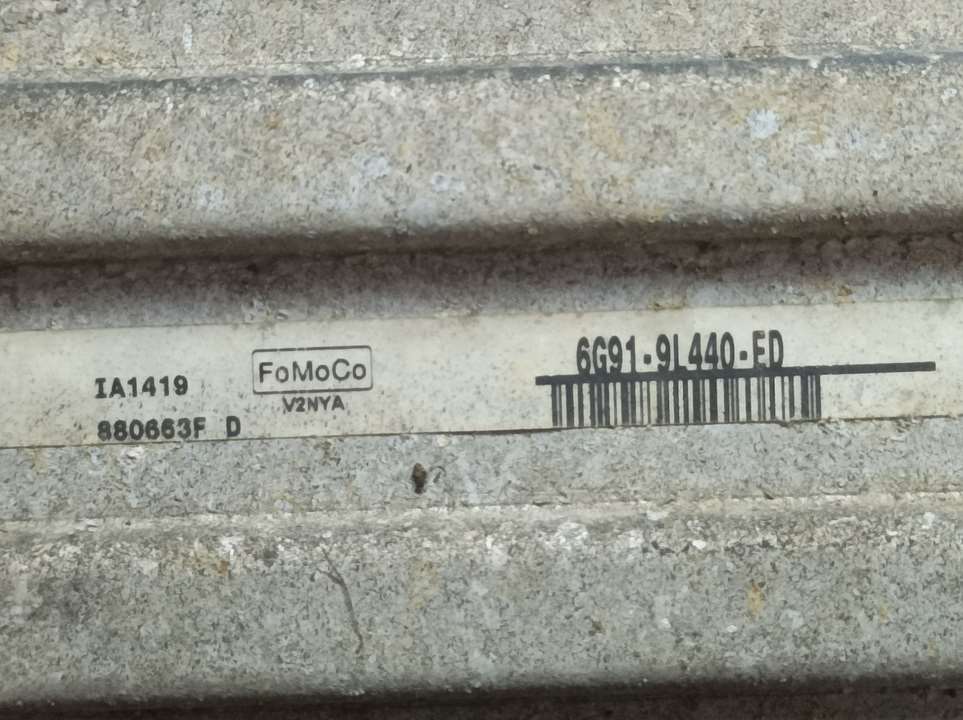 IA1419
880663F D
FoMoCo
V2NYA
6G91-9L440-ED